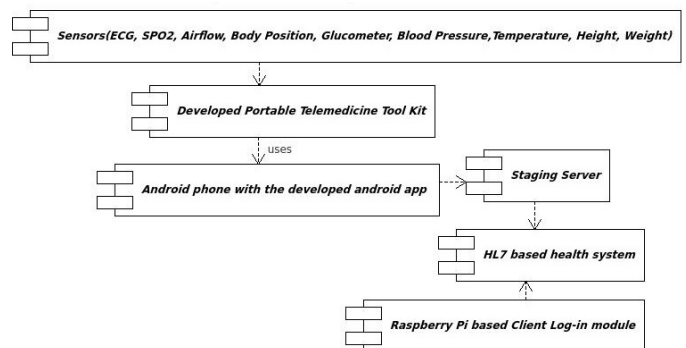 Sensors(ECG, SPO2, Airflow, Body Position, Glucometer, Blood Pressure,Temperature, Height, Weight)
Developed Portable Telemedicine Tool Kit
uses
Android phone with the developed android app
Staging Server
HL7 based health system
Raspberry Pi based Client Log-in module